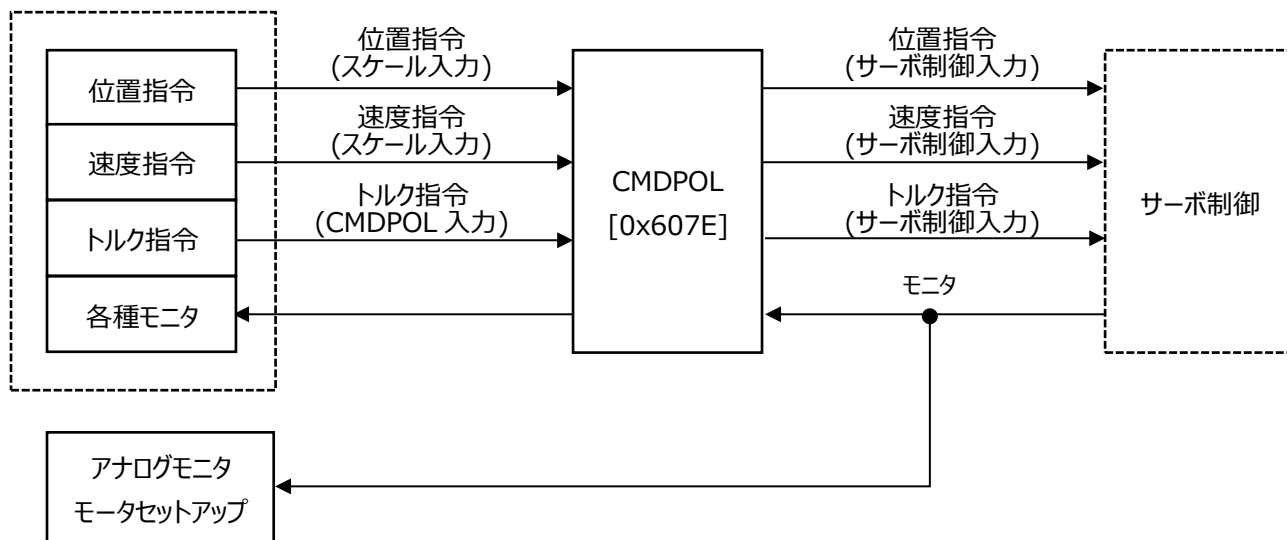 位置指令
速度指令
トルク指令
各種モニタ
位置指令
(スケール入力)
速度指令
(スケール入力)
トルク指令
(CMDPOL 入力)
CMDPOL
[0x607E]
位置指令
(サーボ制御入力)
速度指令
(サーボ制御入力)
トルク指令
(サーボ制御入力)
モニタ
サーボ制御
アナログモニタ
モータセットアップ